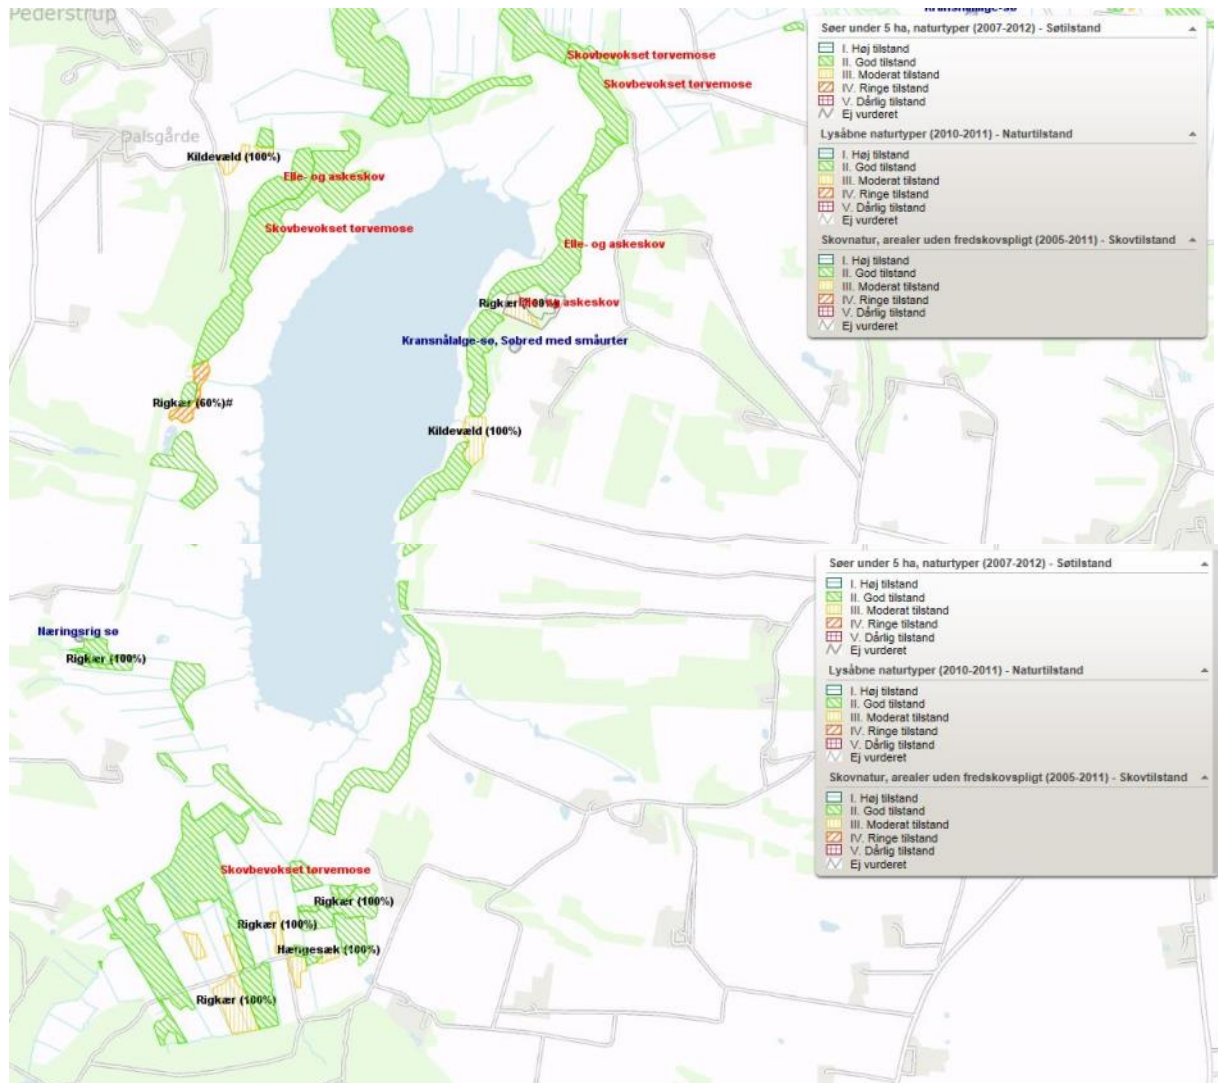 Pederstrup
Kransnålalge-sø
Skovbevokset tørvemose
Skovbevokset tørvemose
Dalsgårde
Kildevæld (100%)
Elle- og askeskov
Skovbevokset tørvemose
Elle- og askeskov
Rigkær (100%)
Elle- og askeskov
Kransnålalge-sø, Søbred med småurter
Rigkær (60%)#
Kildevæld (100%)
Søer under 5 ha, naturtyper (2007-2012) - Søtilstand
I. Høj tilstand
II. God tilstand
III. Moderat tilstand
IV. Ringe tilstand
V. Dårlig tilstand
Ej vurderet
Lysåbne naturtyper (2010-2011) - Naturtilstand
I. Høj tilstand
II. God tilstand
III. Moderat tilstand
IV. Ringe tilstand
V. Dårlig tilstand
Ej vurderet
Skovnatur, arealer uden fredskovspligt (2005-2011) - Skovtilstand
I. Høj tilstand
II. God tilstand
III. Moderat tilstand
IV. Ringe tilstand
V. Dårlig tilstand
Ej vurderet
Næringsrig sø
Rigkær (100%)
Skovbevokset tørvemose
Rigkær (100%)
Rigkær (100%)
Hængesæk (100%)
Rigkær (100%)
Søer under 5 ha, naturtyper (2007-2012) - Søtilstand
I. Høj tilstand
II. God tilstand
III. Moderat tilstand
IV. Ringe tilstand
V. Dårlig tilstand
Ej vurderet
Lysåbne naturtyper (2010-2011) - Naturtilstand
I. Høj tilstand
II. God tilstand
III. Moderat tilstand
IV. Ringe tilstand
V. Dårlig tilstand
Ej vurderet
Skovnatur, arealer uden fredskovspligt (2005-2011) - Skovtilstand
I. Høj tilstand
II. God tilstand
III. Moderat tilstand
IV. Ringe tilstand
V. Dårlig tilstand
Ej vurderet